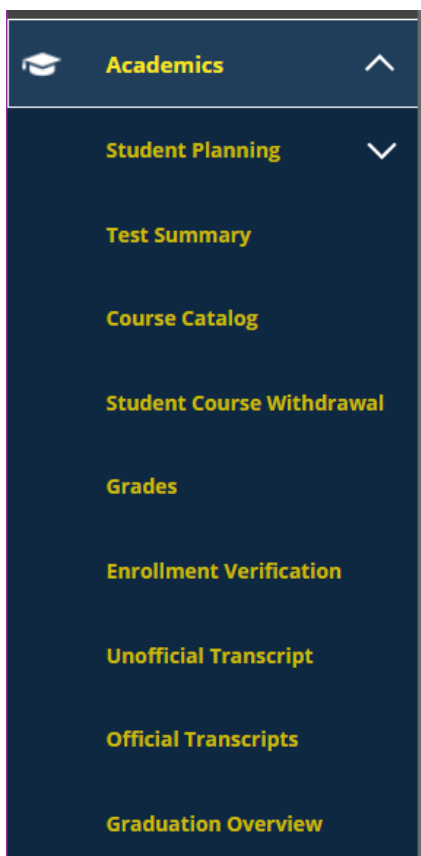 Academics
Student Planning
Test Summary
Course Catalog
Student Course Withdrawal
Grades
Enrollment Verification
Unofficial Transcript
Official Transcripts
Graduation Overview